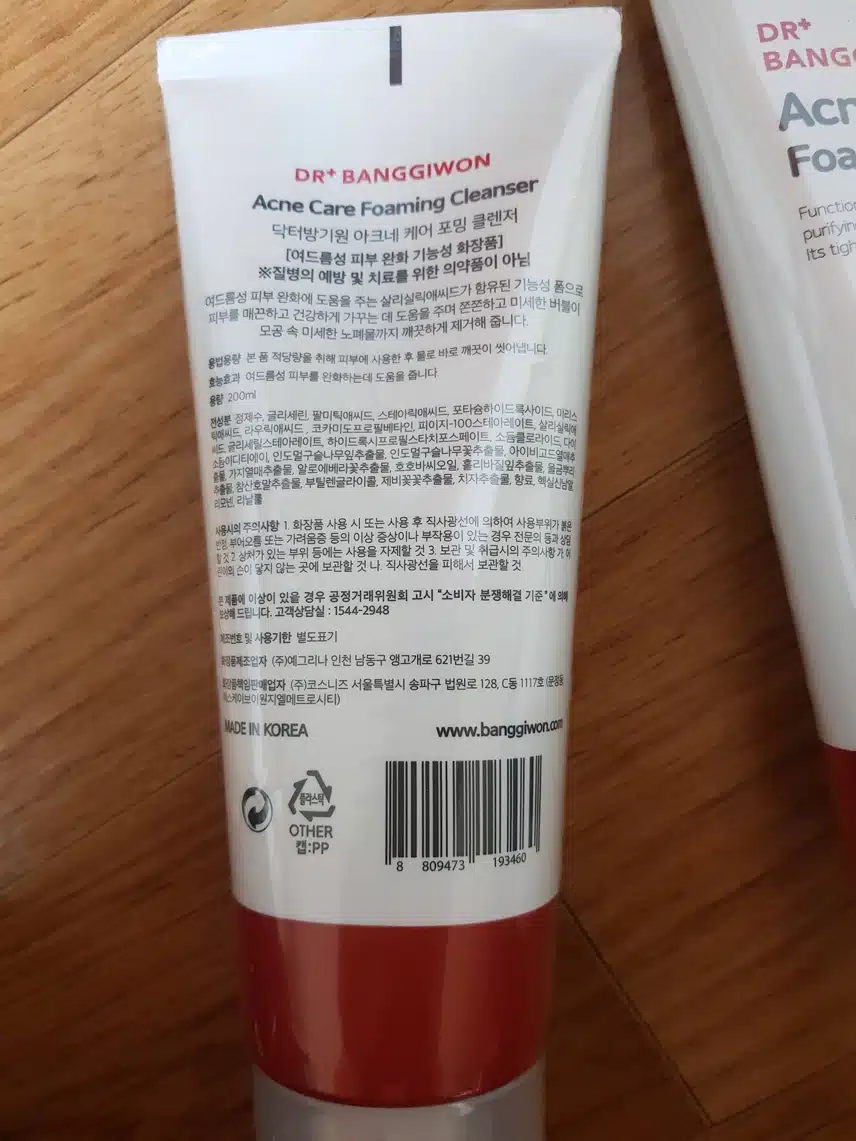 DR+ BANGGIWON
Acne Care Foaming Cleanser
닥터방기원 아크네 케어 포밍 클렌저
[여드름성 피부 완화 기능성 화장품]
※질병의 예방 및 치료를 위한 의약품이 아님
여드름성 피부 완화에 도움을 주는 살리실릭애씨드가 함유된 기능성 폼으로
피부를 매끈하고 건강하게 가꾸는 데 도움을 주며 쫀쫀하고 미세한 버블이
모공 속 미세한 노폐물까지 깨끗하게 제거해 줍니다.
용법용량 본 품 적당량을 취해 피부에 사용한 후 물로 바로 깨끗이 씻어냅니다.
효능효과 여드름성 피부를 완화하는데 도움을 줍니다.
용량 200ml
전성분 정제수, 글리세린, 팔미틱애씨드, 스테아릭애씨드, 포타슘하이드록사이드, 미리스
틱애씨드, 라우릭애씨드, 코카미도프로필베타인, 피이지-100스테아레이트, 살리실릭애
씨드, 글리세릴스테아레이트, 하이드록시프로필스타치포스페이트, 소듐클로라이드, 다이
소듐이디티에이, 인도멀구슬나무잎추출물, 인도멀구슬나무꽃추출물, 아이비고드열매추
출물, 가지열매추출물, 알로에베라꽃추출물, 호호바씨오일, 홀리바질잎추출물, 울금뿌리
추출물, 참산호말추출물, 부틸렌글라이콜, 제비꽃꽃추출물, 치자추출물, 향료, 헥실신남알
리모넨, 리날룰
사용시의 주의사항 1. 화장품 사용 시 또는 사용 후 직사광선에 의하여 사용부위가 붉은
반점, 부어오름 또는 가려움증 등의 이상 증상이나 부작용이 있는 경우 전문의 등과 상담
할 것 2. 상처가 있는 부위 등에는 사용을 자제할 것 3. 보관 및 취급시의 주의사항 가. 어
린이의 손이 닿지 않는 곳에 보관할 것 나. 직사광선을 피해서 보관할 것
본 제품에 이상이 있을 경우 공정거래위원회 고시 "소비자 분쟁해결 기준"에 의해
보상해 드립니다. 고객상담실 : 1544-2948
제조번호 및 사용기한 별도표기
화장품제조업자 (주)예그리나 인천 남동구 앵고개로 621번길 39
화장품책임판매업자 (주)코스니즈 서울특별시 송파구 법원로 128, C동 1117호 (문정동
에스케이브이원지엘메트로시티)
MADE IN KOREA
www.banggiwon.com
플라스틱
OTHER
캡:PP
8 809473 193460
DR+
BANGG
Acn
Foa
Function
purifyin
Its tigh